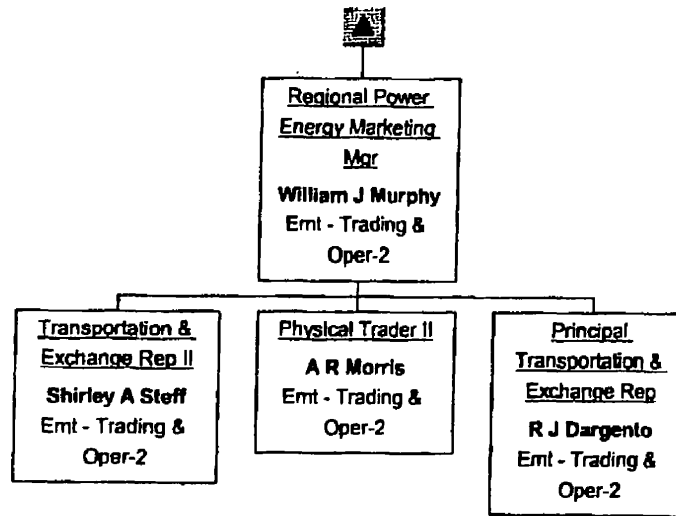 Regional Power
Energy Marketing
Mgr
William J Murphy
Emt - Trading &
Oper-2
Transportation &
Exchange Rep II
Shirley A Steff
Emt - Trading &
Oper-2
Physical Trader II
A R Morris
Emt - Trading &
Oper-2
Principal
Transportation &
Exchange Rep
R J Dargento
Emt - Trading &
Oper-2